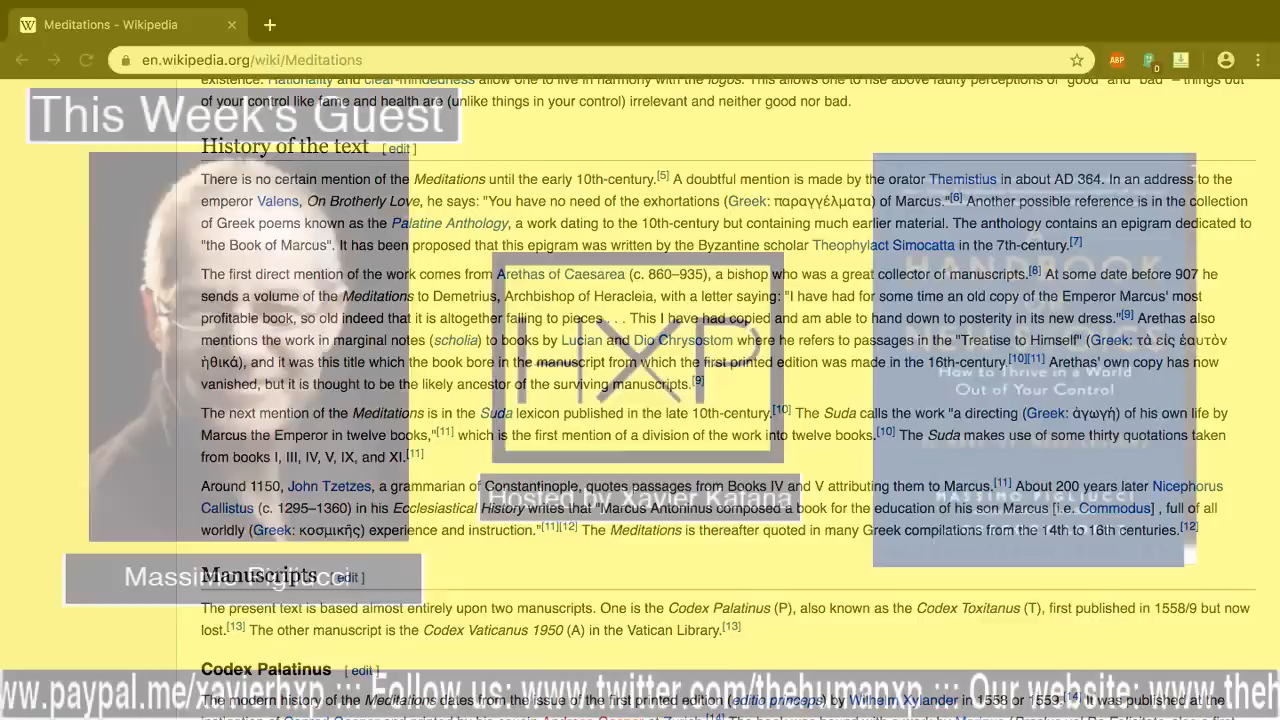 Meditations - Wikipedia
en.wikipedia.org/wiki/Meditations
ABP
0
existence. Rationality and clear-mindedness allow one to live in harmony with the logos. This allows one to rise above faulty perceptions of "good" and "bad" – things out
of your control like fame and health are (unlike things in your control) irrelevant and neither good nor bad.
This Week's Guest
History of the text [ edit ]
There is no certain mention of the Meditations until the early 10th-century.[5] A doubtful mention is made by the orator Themistius in about AD 364. In an address to the
emperor Valens, On Brotherly Love, he says: "You have no need of the exhortations (Greek: παραγγέλματα) of Marcus."[6] Another possible reference is in the collection
of Greek poems known as the Palatine Anthology, a work dating to the 10th-century but containing much earlier material. The anthology contains an epigram dedicated to
"the Book of Marcus". It has been proposed that this epigram was written by the Byzantine scholar Theophylact Simocatta in the 7th-century.[7]
The first direct mention of the work comes from Arethas of Caesarea (c. 860–935), a bishop who was a great collector of manuscripts.[8] At some date before 907 he
sends a volume of the Meditations to Demetrius, Archbishop of Heracleia, with a letter saying: "I have had for some time an old copy of the Emperor Marcus' most
profitable book, so old indeed that it is altogether falling to pieces . . . This I have had copied and am able to hand down to posterity in its new dress."[9] Arethas also
mentions the work in marginal notes (scholia) to books by Lucian and Dio Chrysostom where he refers to passages in the "Treatise to Himself" (Greek: τὰ εἰς ἑαυτὸν
ἠθικά), and it was this title which the book bore in the manuscript from which the first printed edition was made in the 16th-century.[10][11] Arethas' own copy has now
vanished, but it is thought to be the likely ancestor of the surviving manuscripts.[9]
The next mention of the Meditations is in the Suda lexicon published in the late 10th-century.[10] The Suda calls the work "a directing (Greek: ἀγωγή) of his own life by
Marcus the Emperor in twelve books,"[11] which is the first mention of a division of the work into twelve books.[10] The Suda makes use of some thirty quotations taken
from books I, III, IV, V, IX, and XI.[11]
Around 1150, John Tzetzes, a grammarian of Constantinople, quotes passages from Books IV and V attributing them to Marcus.[11] About 200 years later Nicephorus
Callistus (c. 1295–1360) in his Ecclesiastical History writes that "Marcus Antoninus composed a book for the education of his son Marcus [i.e. Commodus] , full of all
worldly (Greek: κοσμικῆς) experience and instruction."[11][12] The Meditations is thereafter quoted in many Greek compilations from the 14th to 16th centuries.[12]
HXP
Hosted by Xavier Katana
HANDBOOK
NEW STOICS
How to Thrive in a World
Out of Your Control
MASSIMO PIGLIUCCI
Massimo Pigliucci
Manuscripts [ edit ]
The present text is based almost entirely upon two manuscripts. One is the Codex Palatinus (P), also known as the Codex Toxitanus (T), first published in 1558/9 but now
lost.[13] The other manuscript is the Codex Vaticanus 1950 (A) in the Vatican Library.[13]
Codex Palatinus [ edit ]
ww.paypal.me/xavierhxp ::: Follow us: www.twitter.com/thehumanxp ::: Our website: www.theh
The modern history of the Meditations dates from the issue of the first printed edition (editio princeps) by Wilhelm Xylander in 1558 or 1559.[14] It was published at the